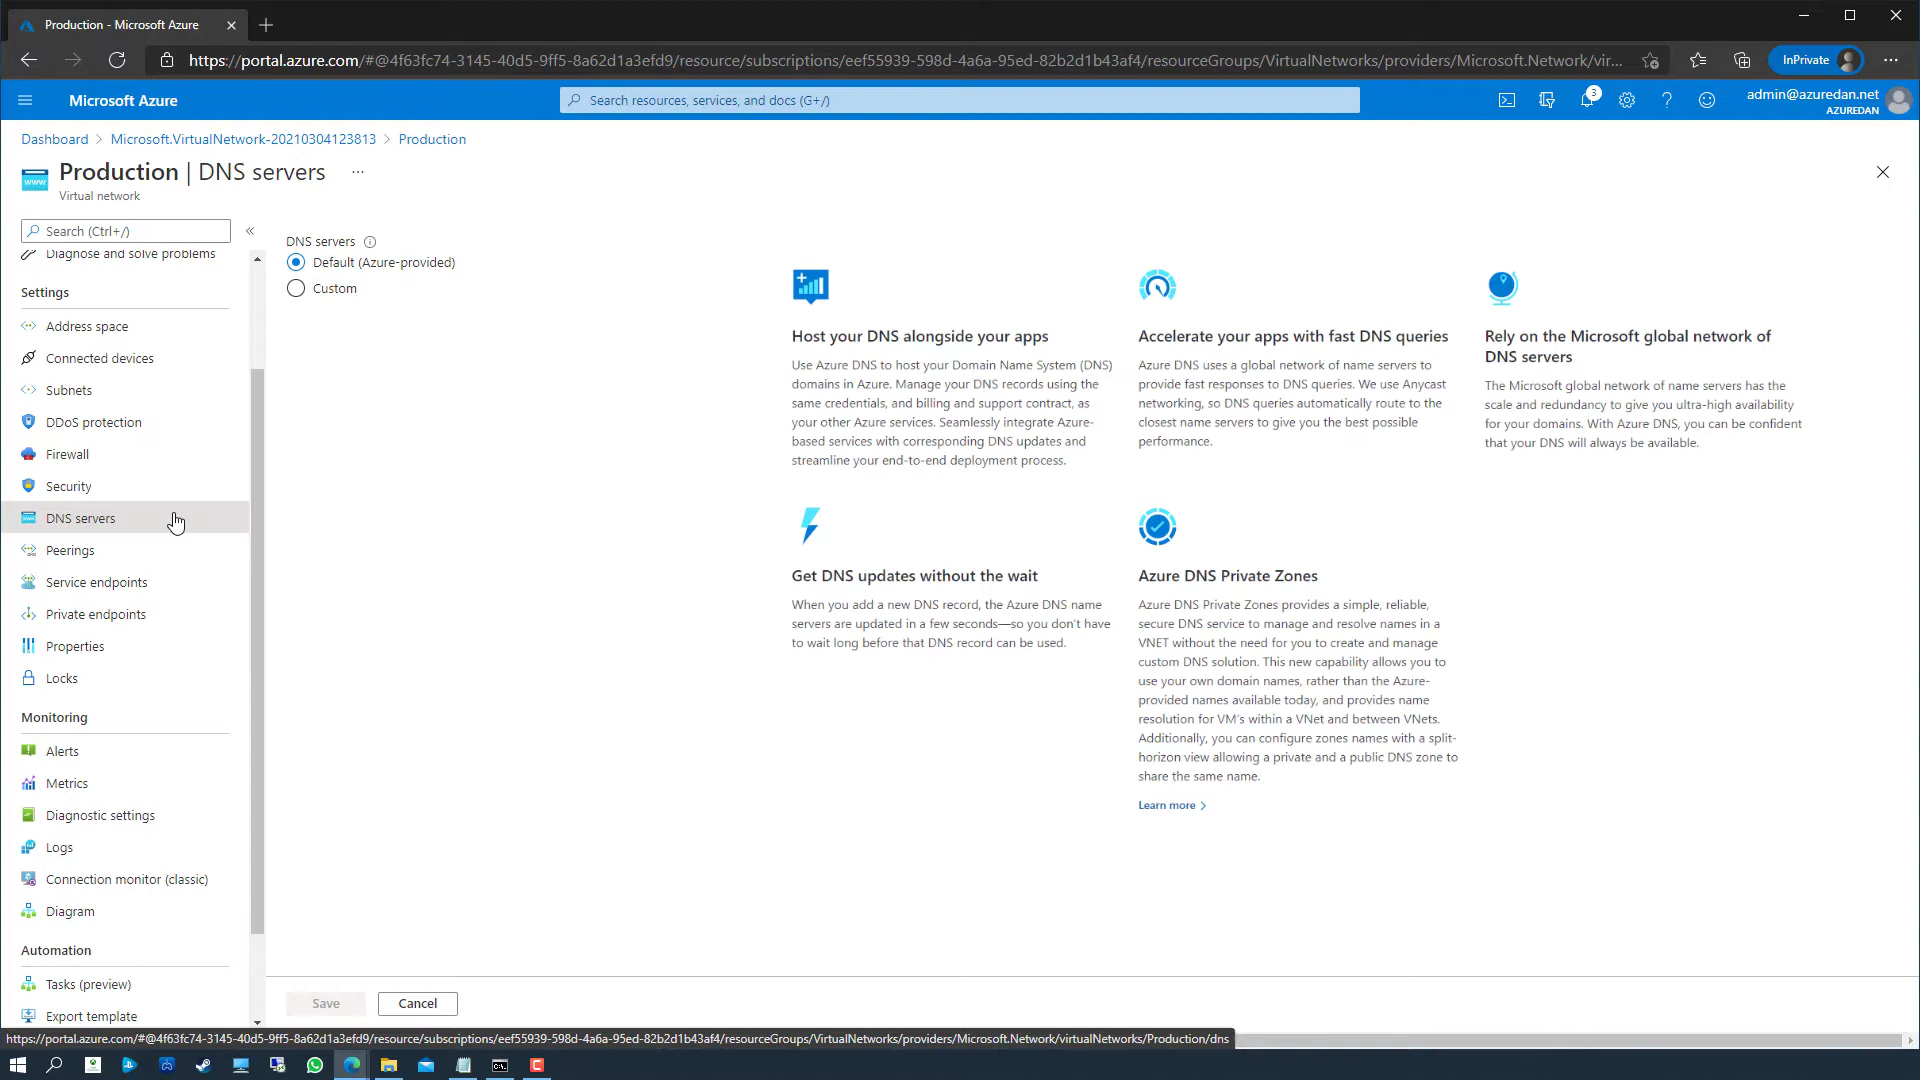 Production - Microsoft Azure
https://portal.azure.com/#@4f63fc74-3145-40d5-9ff5-8a62d1a3efd9/resource/subscriptions/eef55939-598d-4a6a-95ed-82b2d1b43af4/resourceGroups/VirtualNetworks/providers/Microsoft.Network/vir...
InPrivate
Microsoft Azure
Search resources, services, and docs (G+/)
3
admin@azuredan.net
AZUREDAN
Dashboard > Microsoft.VirtualNetwork-20210304123813 > Production
Production | DNS servers ...
Virtual network
Search (Ctrl+/)
«
Diagnose and solve problems
Settings
Address space
Connected devices
Subnets
DDoS protection
Firewall
Security
DNS servers
Peerings
Service endpoints
Private endpoints
Properties
Locks
Monitoring
Alerts
Metrics
Diagnostic settings
Logs
Connection monitor (classic)
Diagram
Automation
Tasks (preview)
Export template
DNS servers
Default (Azure-provided)
Custom
Host your DNS alongside your apps
Use Azure DNS to host your Domain Name System (DNS)
domains in Azure. Manage your DNS records using the
same credentials, and billing and support contract, as
your other Azure services. Seamlessly integrate Azure-
based services with corresponding DNS updates and
streamline your end-to-end deployment process.
Accelerate your apps with fast DNS queries
Azure DNS uses a global network of name servers to
provide fast responses to DNS queries. We use Anycast
networking, so DNS queries automatically route to the
closest name servers to give you the best possible
performance.
Rely on the Microsoft global network of
DNS servers
The Microsoft global network of name servers has the
scale and redundancy to give you ultra-high availability
for your domains. With Azure DNS, you can be confident
that your DNS will always be available.
Get DNS updates without the wait
When you add a new DNS record, the Azure DNS name
servers are updated in a few seconds—so you don't have
to wait long before that DNS record can be used.
Azure DNS Private Zones
Azure DNS Private Zones provides a simple, reliable,
secure DNS service to manage and resolve names in a
VNET without the need for you to create and manage
custom DNS solution. This new capability allows you to
use your own domain names, rather than the Azure-
provided names available today, and provides name
resolution for VM's within a VNet and between VNets.
Additionally, you can configure zones names with a split-
horizon view allowing a private and a public DNS zone to
share the same name.
Learn more >
Save
Cancel
https://portal.azure.com/#@4f63fc74-3145-40d5-9ff5-8a62d1a3efd9/resource/subscriptions/eef55939-598d-4a6a-95ed-82b2d1b43af4/resourceGroups/VirtualNetworks/providers/Microsoft.Network/virtualNetworks/Production/dns